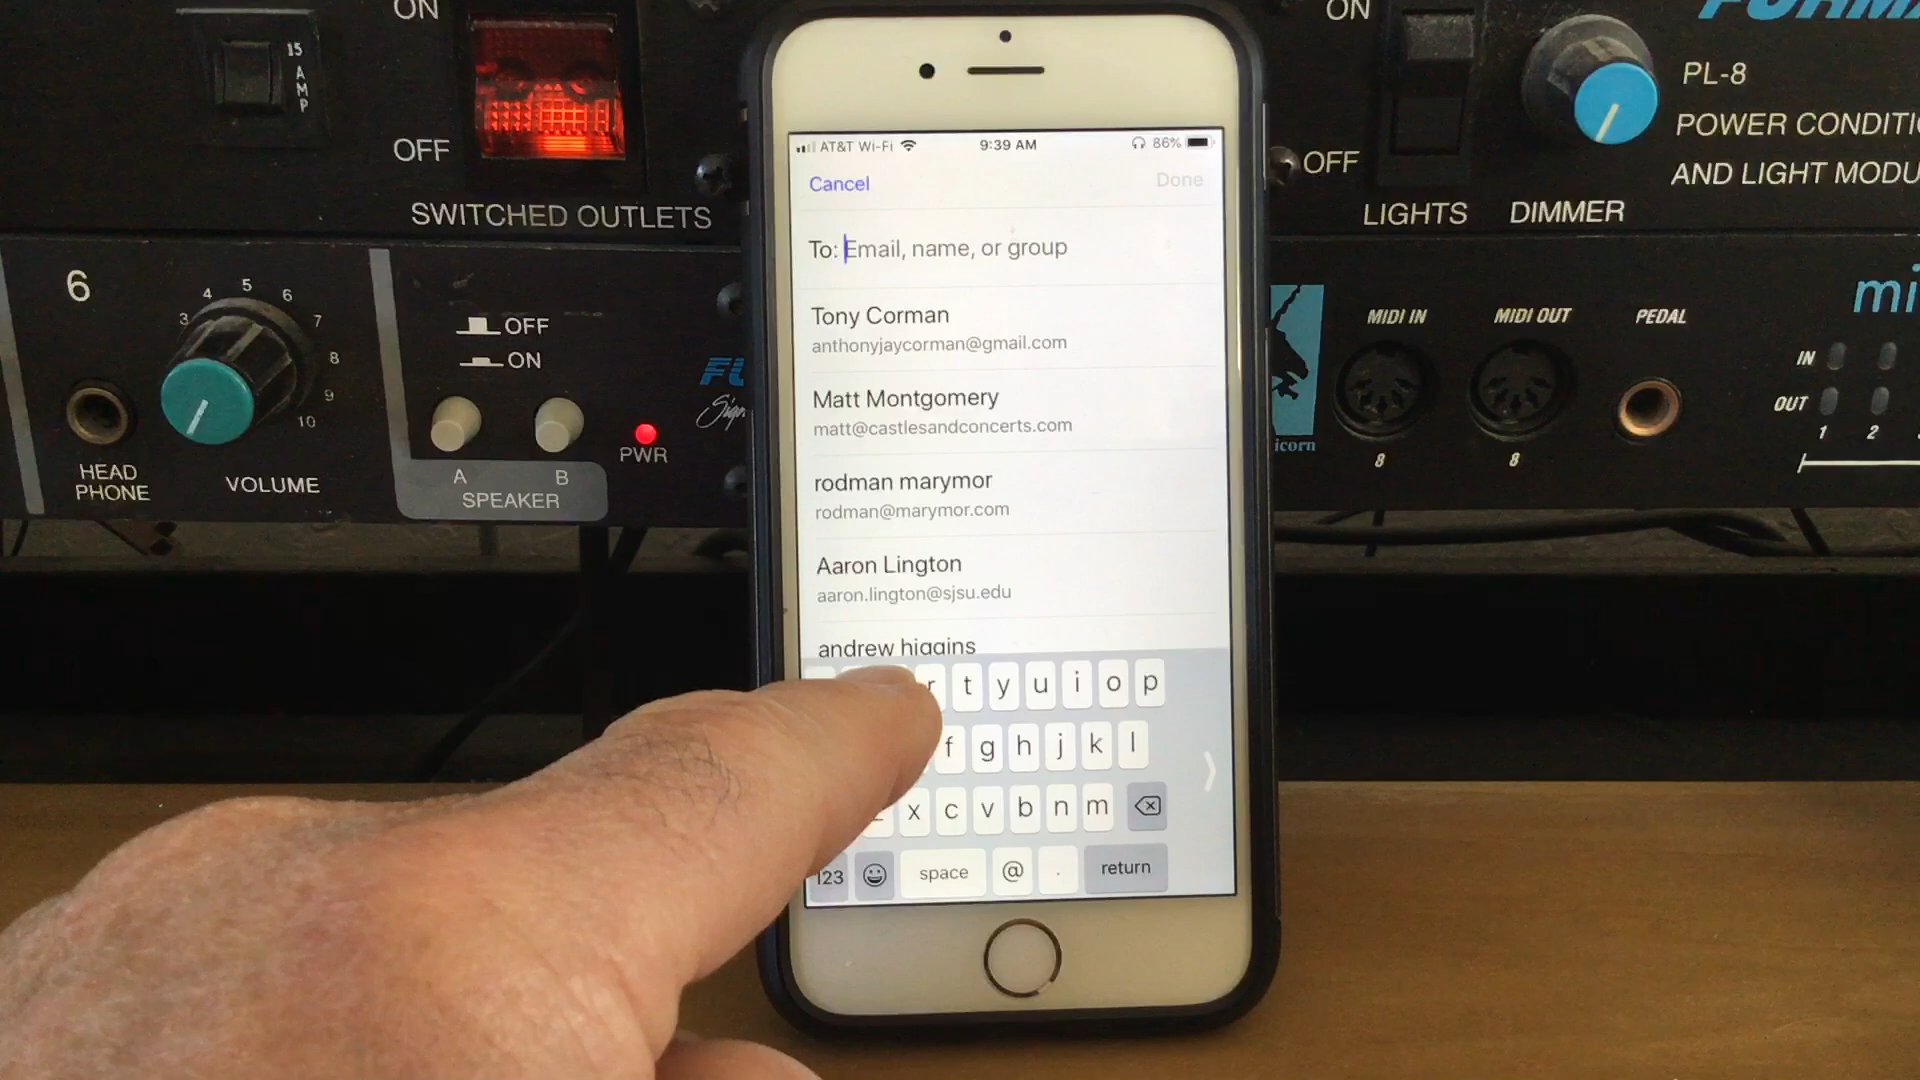 ON
15
AMP
OFF
SWITCHED OUTLETS
6
3
4
5
6
7
8
9
10
HEAD
PHONE
VOLUME
OFF
ON
A
B
SPEAKER
PWR
AT&T Wi-Fi
9:39 AM
86%
Cancel
Done
To: Email, name, or group
Tony Corman
anthonyjaycorman@gmail.com
Matt Montgomery
matt@castlesandconcerts.com
rodman marymor
rodman@marymor.com
Aaron Lington
aaron.lington@sjsu.edu
andrew higgins
r t y u i o p
f g h j k l
x c v b n m
123
space
@
.
return
ON
OFF
LIGHTS
DIMMER
PL-8
POWER CONDITI
AND LIGHT MODU
icorn
MIDI IN
8
MIDI OUT
8
PEDAL
mi
IN
OUT
1
2